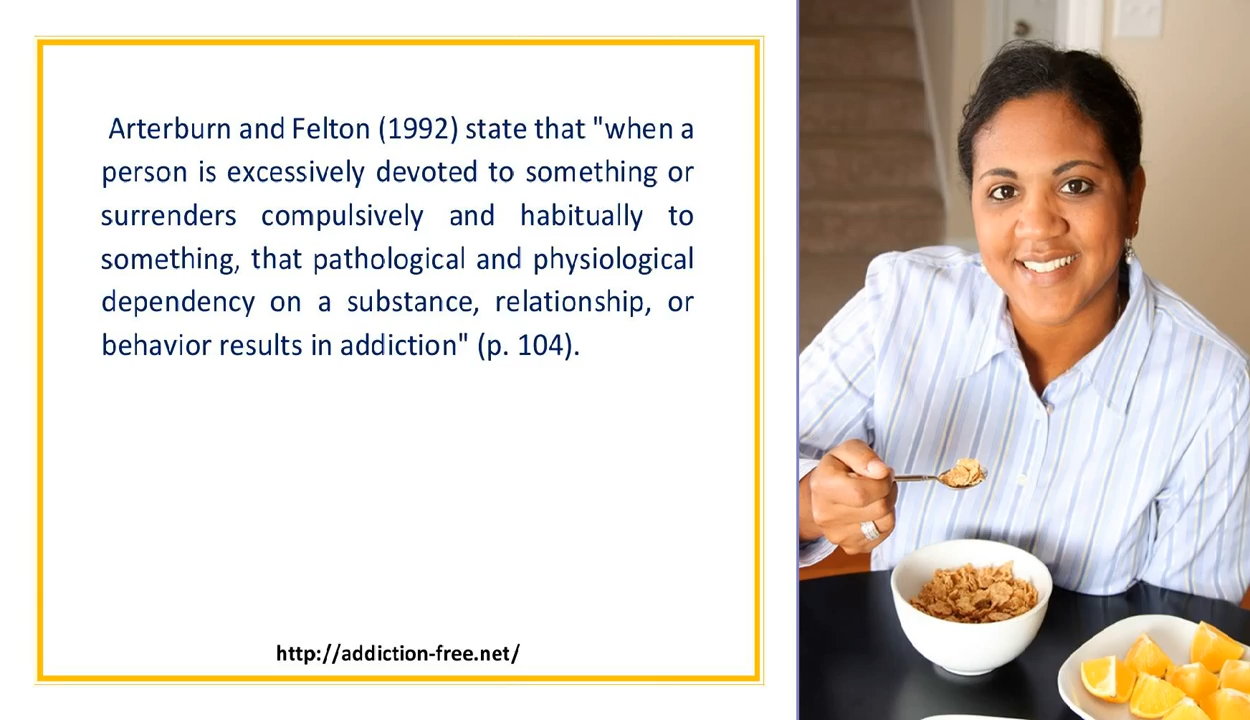 Arterburn and Felton (1992) state that "when a
person is excessively devoted to something or
surrenders compulsively and habitually to
something, that pathological and physiological
dependency on a substance, relationship, or
behavior results in addiction" (p. 104).
http://addiction-free.net/